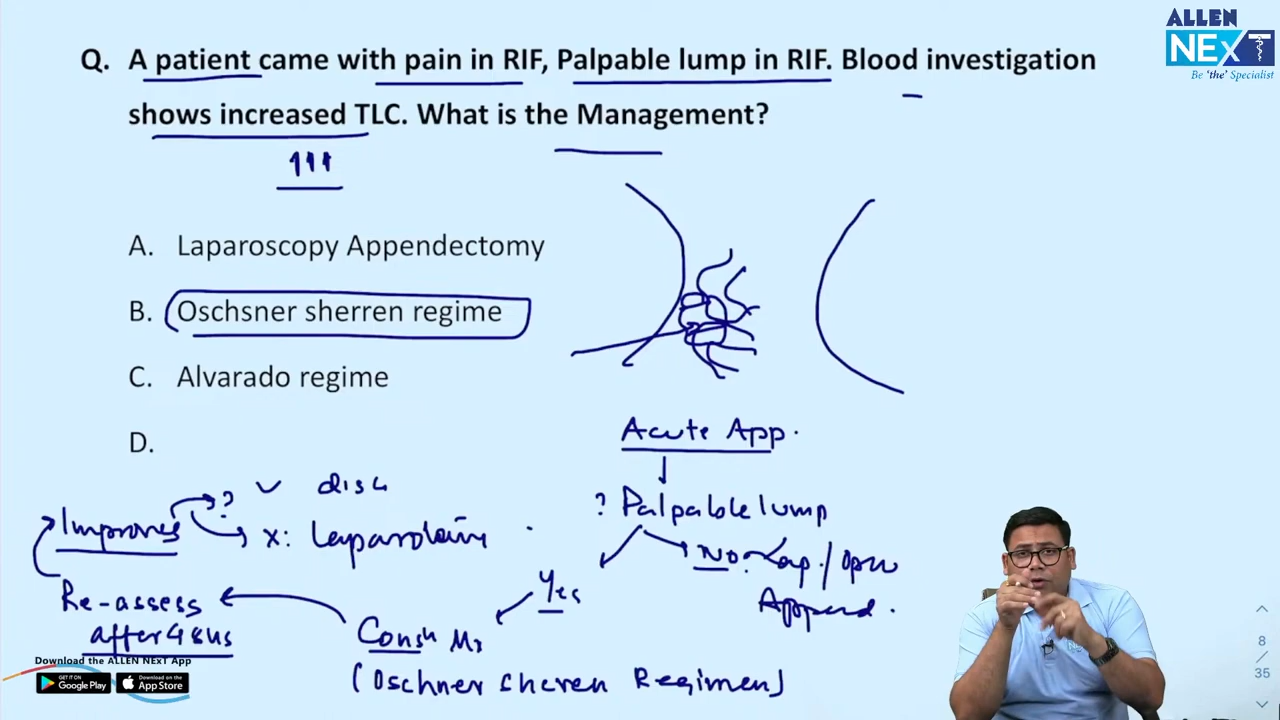 ALLEN
NEXT
Be 'the' Specialist
Q. A patient came with pain in RIF, Palpable lump in RIF. Blood investigation
shows increased TLC. What is the Management?
A. Laparoscopy Appendectomy
B. Oschsner sherren regime
C. Alvarado regime
D.
Acute App.
? Palpable lump
No: Lap. / Open
Append.
Yes
Cons Mx
(Oschner Sheren Regimen)
Re-assess
after 48hrs
Improves
? ✓ disc
x: Laparotomy
Download the ALLEN NExT App
GET IT ON
Google Play
Download on the
App Store
8
/
35